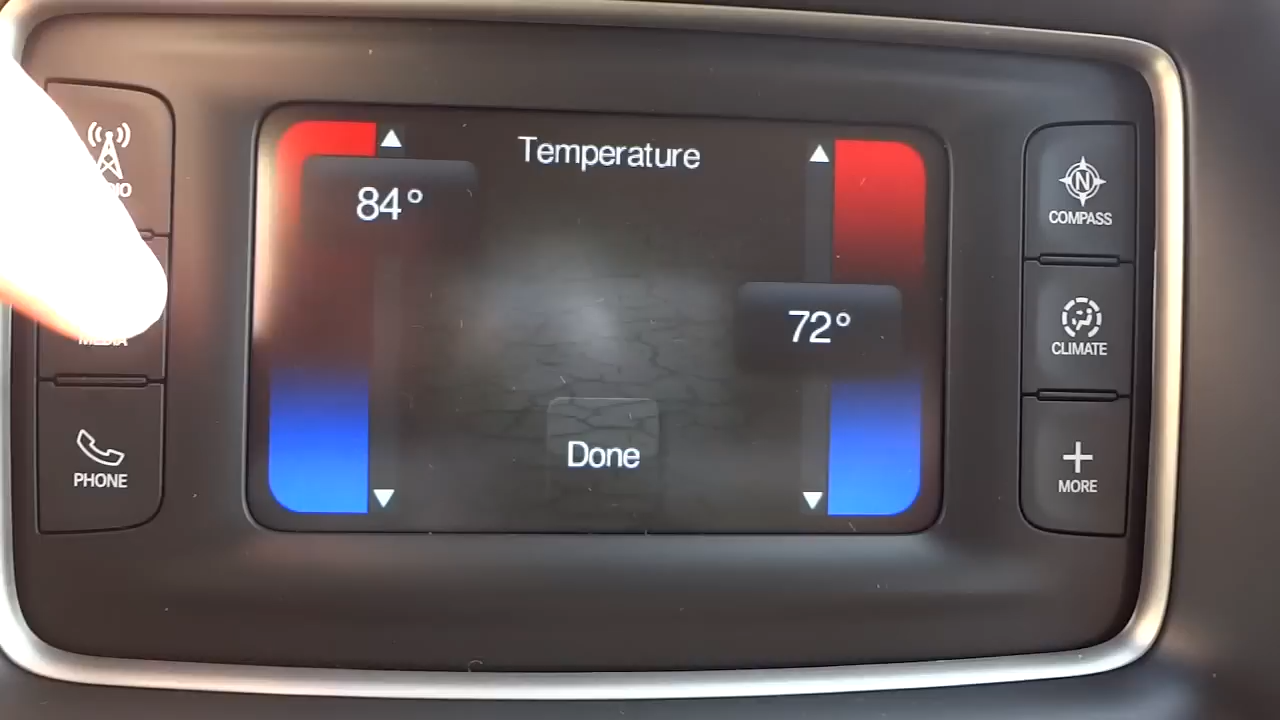 Temperature
84°
72°
Done
MEDIA
PHONE
N
COMPASS
CLIMATE
MORE